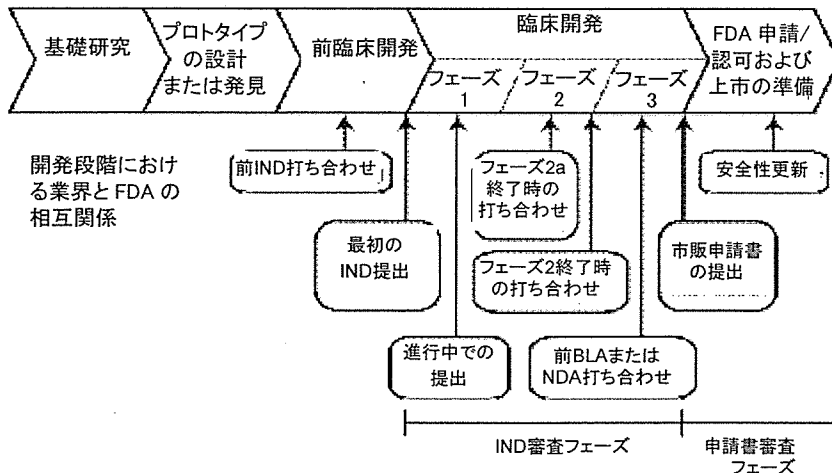 基礎研究
プロトタイプ
の設計
または発見
前臨床開発
臨床開発
フェーズ
1
フェーズ
2
フェーズ
3
FDA 申請/
認可および
上市の準備
開発段階におけ
る業界と FDA の
相互関係
前IND打ち合わせ
最初の
IND提出
進行中での
提出
フェーズ2a
終了時の
打ち合わせ
フェーズ2終了時
の打ち合わせ
前BLAまたは
NDA打ち合わせ
安全性更新
市販申請書
の提出
IND審査フェーズ
申請書審査
フェーズ